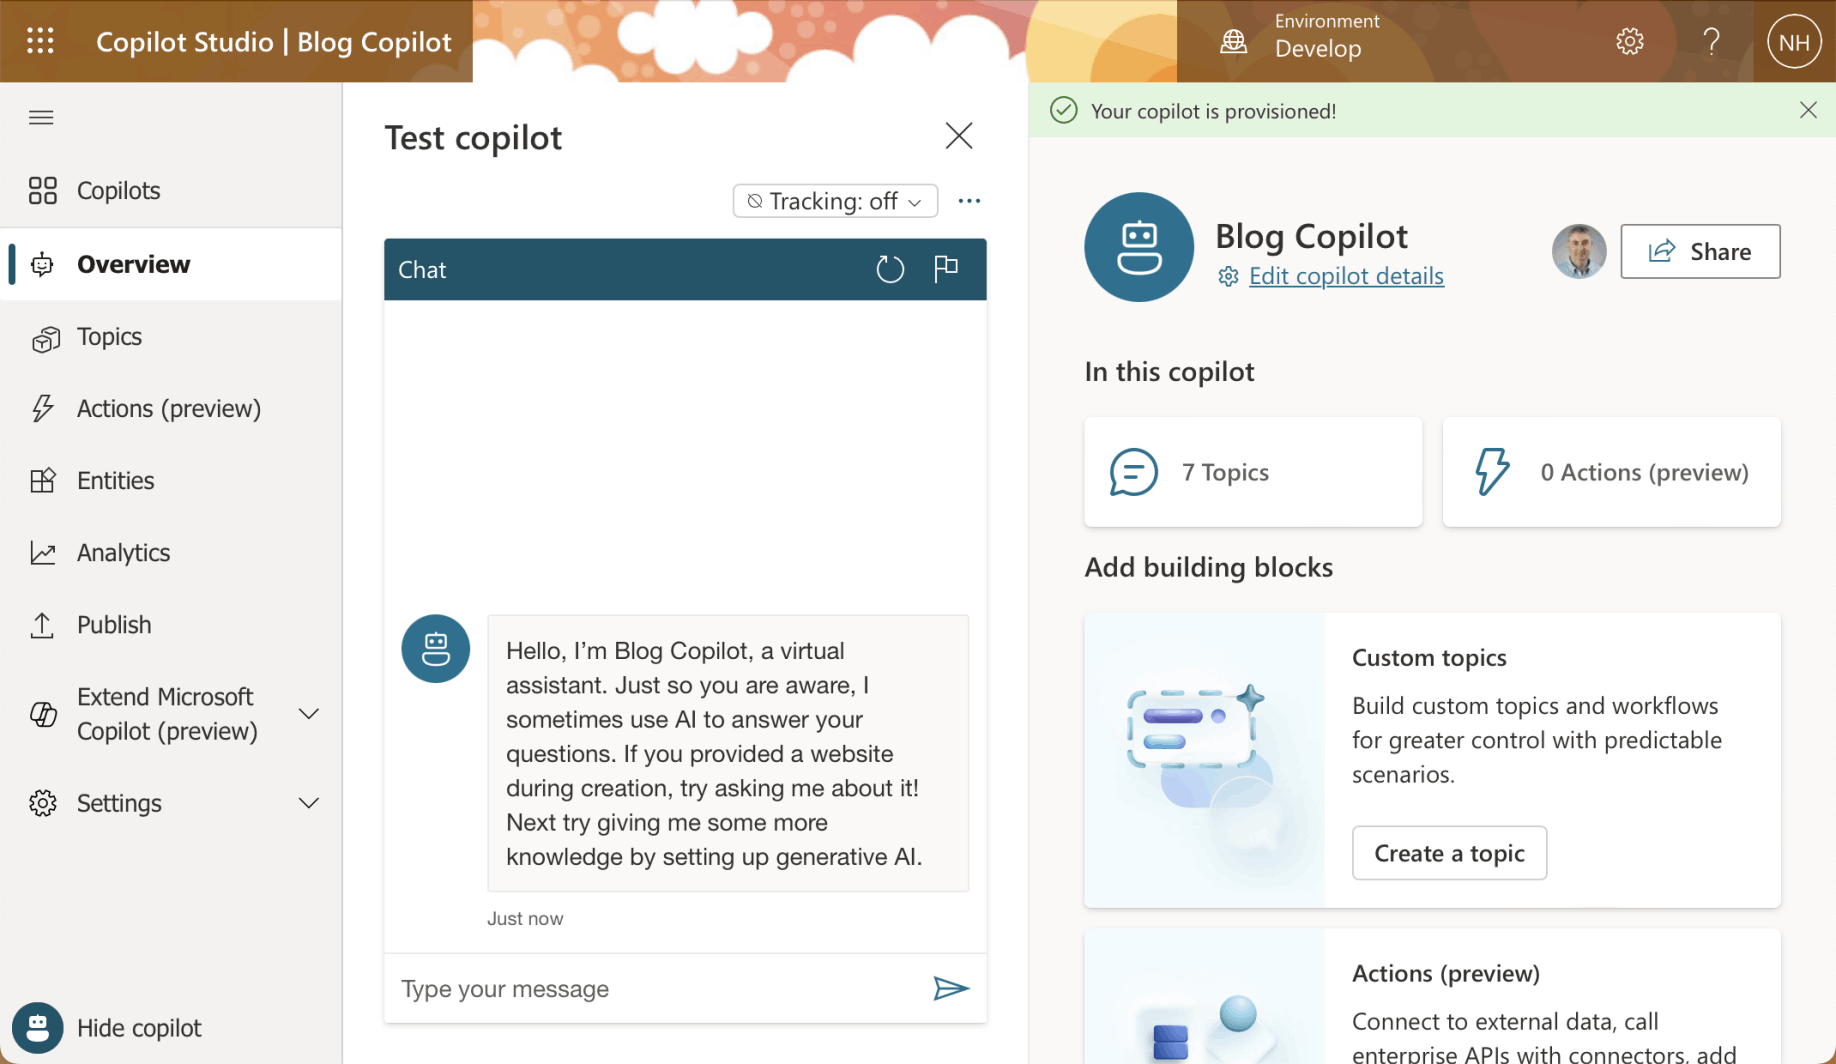 Copilot Studio | Blog Copilot
Environment
Develop
NH
Copilots
Overview
Topics
Actions (preview)
Entities
Analytics
Publish
Extend Microsoft
Copilot (preview)
Settings
Hide copilot
Test copilot
Tracking: off
Chat
Hello, I’m Blog Copilot, a virtual
assistant. Just so you are aware, I
sometimes use AI to answer your
questions. If you provided a website
during creation, try asking me about it!
Next try giving me some more
knowledge by setting up generative AI.
Just now
Type your message
Your copilot is provisioned!
Blog Copilot
Edit copilot details
Share
In this copilot
7 Topics
0 Actions (preview)
Add building blocks
Custom topics
Build custom topics and workflows
for greater control with predictable
scenarios.
Create a topic
Actions (preview)
Connect to external data, call
enterprise APIs with connectors, add